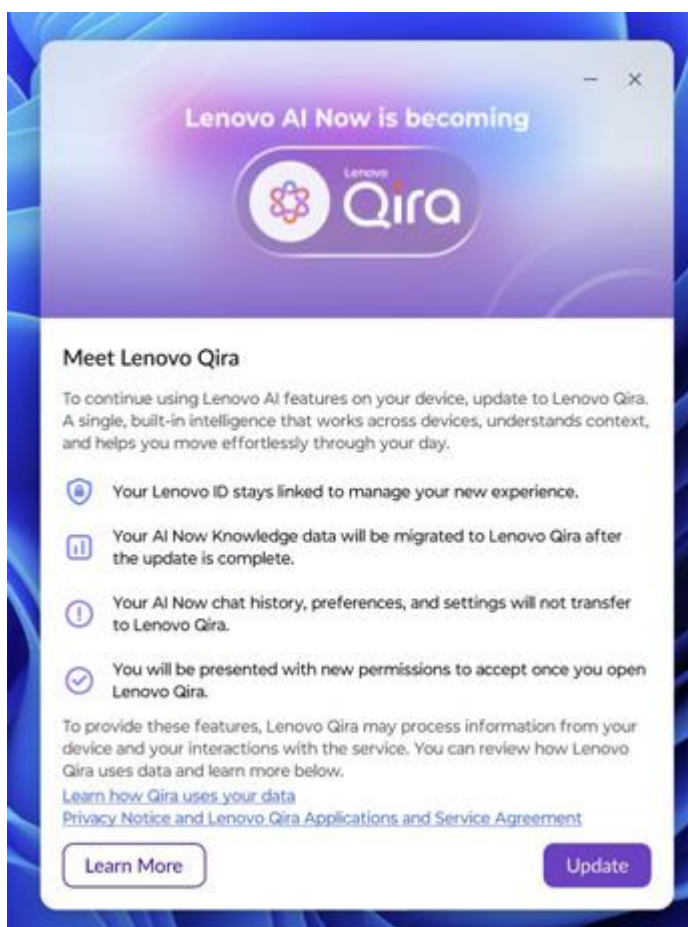 Lenovo AI Now is becoming
Lenovo
Qira
Meet Lenovo Qira
To continue using Lenovo AI features on your device, update to Lenovo Qira.
A single, built-in intelligence that works across devices, understands context,
and helps you move effortlessly through your day.
Your Lenovo ID stays linked to manage your new experience.
Your AI Now Knowledge data will be migrated to Lenovo Qira after
the update is complete.
Your AI Now chat history, preferences, and settings will not transfer
to Lenovo Qira.
You will be presented with new permissions to accept once you open
Lenovo Qira.
To provide these features, Lenovo Qira may process information from your
device and your interactions with the service. You can review how Lenovo
Qira uses data and learn more below.
Learn how Qira uses your data
Privacy Notice and Lenovo Qira Applications and Service Agreement
Learn More
Update